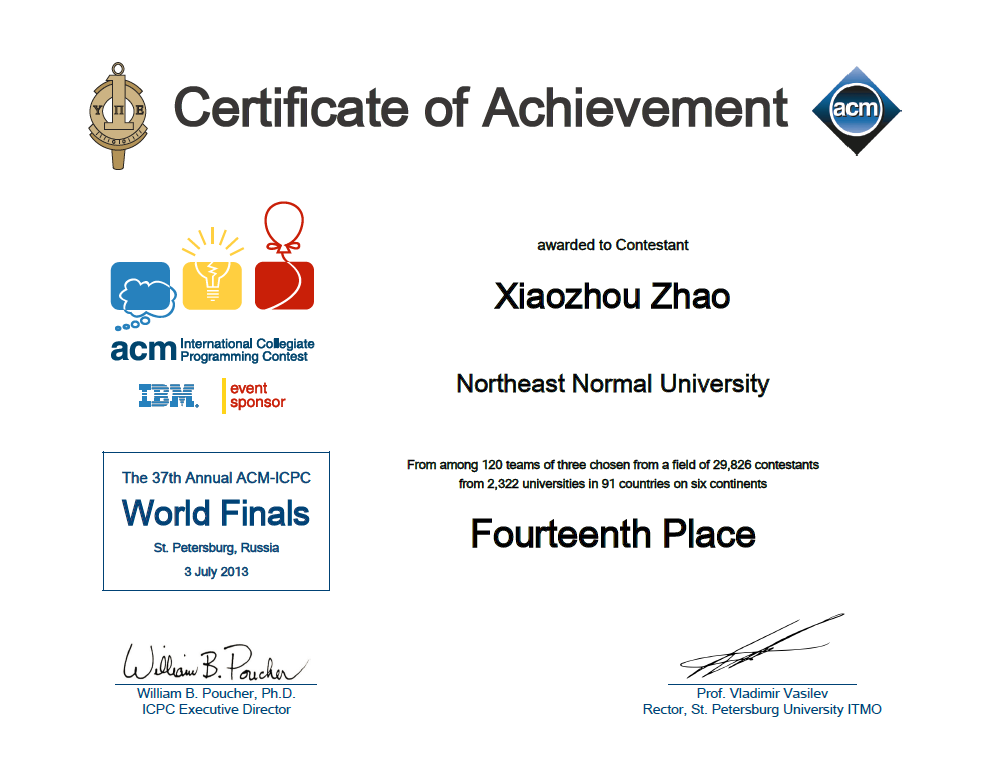 Certificate of Achievement
Υ Π Β
acm
awarded to Contestant
Xiaozhou Zhao
acm International Collegiate
Programming Contest
IBM. event
sponsor
Northeast Normal University
From among 120 teams of three chosen from a field of 29,826 contestants
from 2,322 universities in 91 countries on six continents
Fourteenth Place
The 37th Annual ACM-ICPC
World Finals
St. Petersburg, Russia
3 July 2013
William B. Poucher
William B. Poucher, Ph.D.
ICPC Executive Director
Prof. Vladimir Vasilev
Rector, St. Petersburg University ITMO